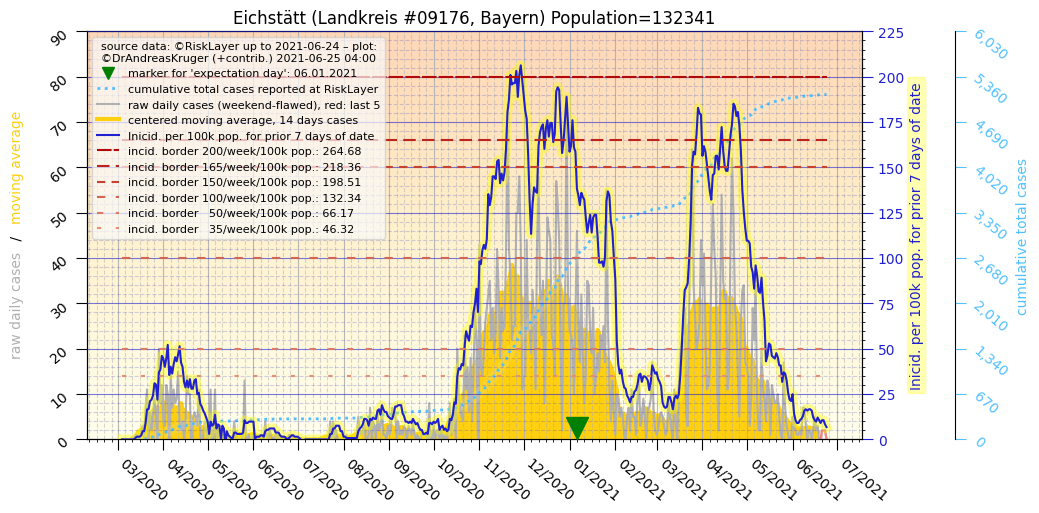 Eichstätt (Landkreis #09176, Bayern) Population=132341
source data: ©RiskLayer up to 2021-06-24 – plot:
©DrAndreasKruger (+contrib.) 2021-06-25 04:00
marker for 'expectation day': 06.01.2021
cumulative total cases reported at RiskLayer
raw daily cases (weekend-flawed), red: last 5
centered moving average, 14 days cases
Inicid. per 100k pop. for prior 7 days of date
incid. border 200/week/100k pop.: 264.68
incid. border 165/week/100k pop.: 218.36
incid. border 150/week/100k pop.: 198.51
incid. border 100/week/100k pop.: 132.34
incid. border 50/week/100k pop.: 66.17
incid. border 35/week/100k pop.: 46.32
raw daily cases / moving average
90
80
70
60
50
40
30
20
10
0
03/2020
04/2020
05/2020
06/2020
07/2020
08/2020
09/2020
10/2020
11/2020
12/2020
01/2021
02/2021
03/2021
04/2021
05/2021
06/2021
07/2021
225
200
175
150
125
100
75
50
25
0
Inicid. per 100k pop. for prior 7 days of date
6,030
5,360
4,690
4,020
3,350
2,680
2,010
1,340
670
0
cumulative total cases